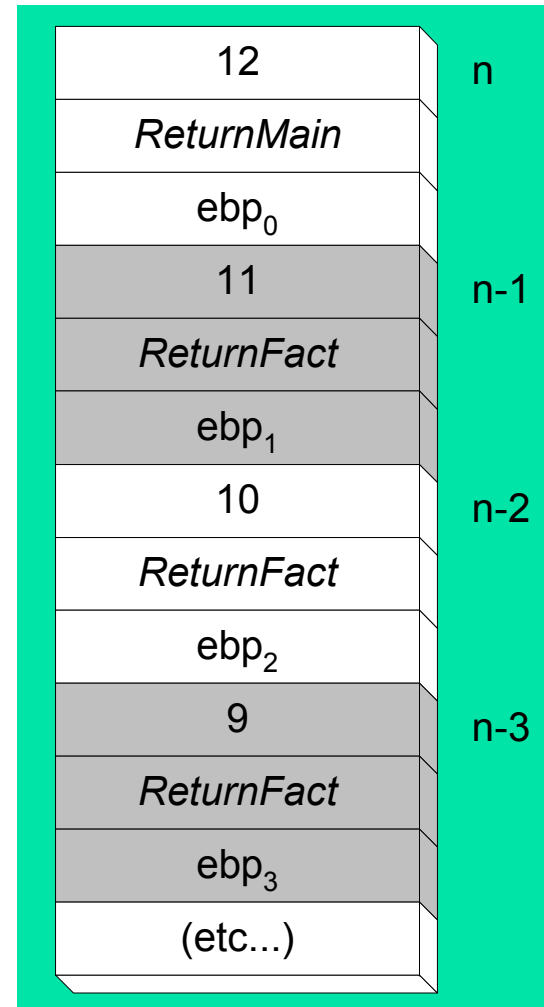 12 n
ReturnMain
ebp₀
11 n-1
ReturnFact
ebp₁
10 n-2
ReturnFact
ebp₂
9 n-3
ReturnFact
ebp₃
(etc...)